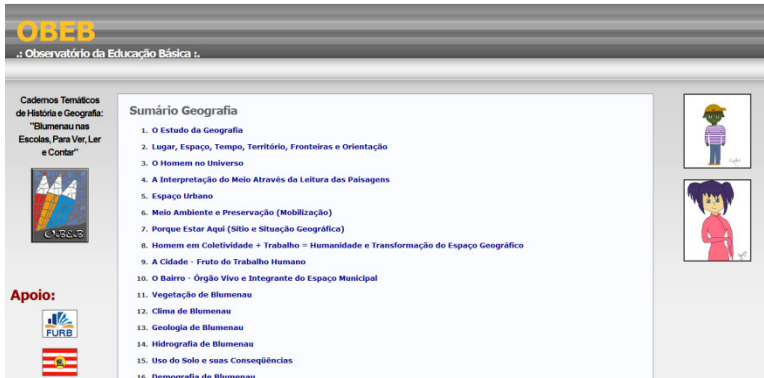 OBEB
.: Observatório da Educação Básica :.
Cadernos Temáticos
de História e Geografia:
"Blumenau nas
Escolas, Para Ver, Ler
e Contar"
OBEB
Apoio:
FURB
Sumário Geografia
1. O Estudo da Geografia
2. Lugar, Espaço, Tempo, Território, Fronteiras e Orientação
3. O Homem no Universo
4. A Interpretação do Meio Através da Leitura das Paisagens
5. Espaço Urbano
6. Meio Ambiente e Preservação (Mobilização)
7. Porque Estar Aqui (Sítio e Situação Geográfica)
8. Homem em Coletividade + Trabalho = Humanidade e Transformação do Espaço Geográfico
9. A Cidade - Fruto do Trabalho Humano
10. O Bairro - Órgão Vivo e Integrante do Espaço Municipal
11. Vegetação de Blumenau
12. Clima de Blumenau
13. Geologia de Blumenau
14. Hidrografia de Blumenau
15. Uso do Solo e suas Conseqüências
16. Demografia de Blumenau